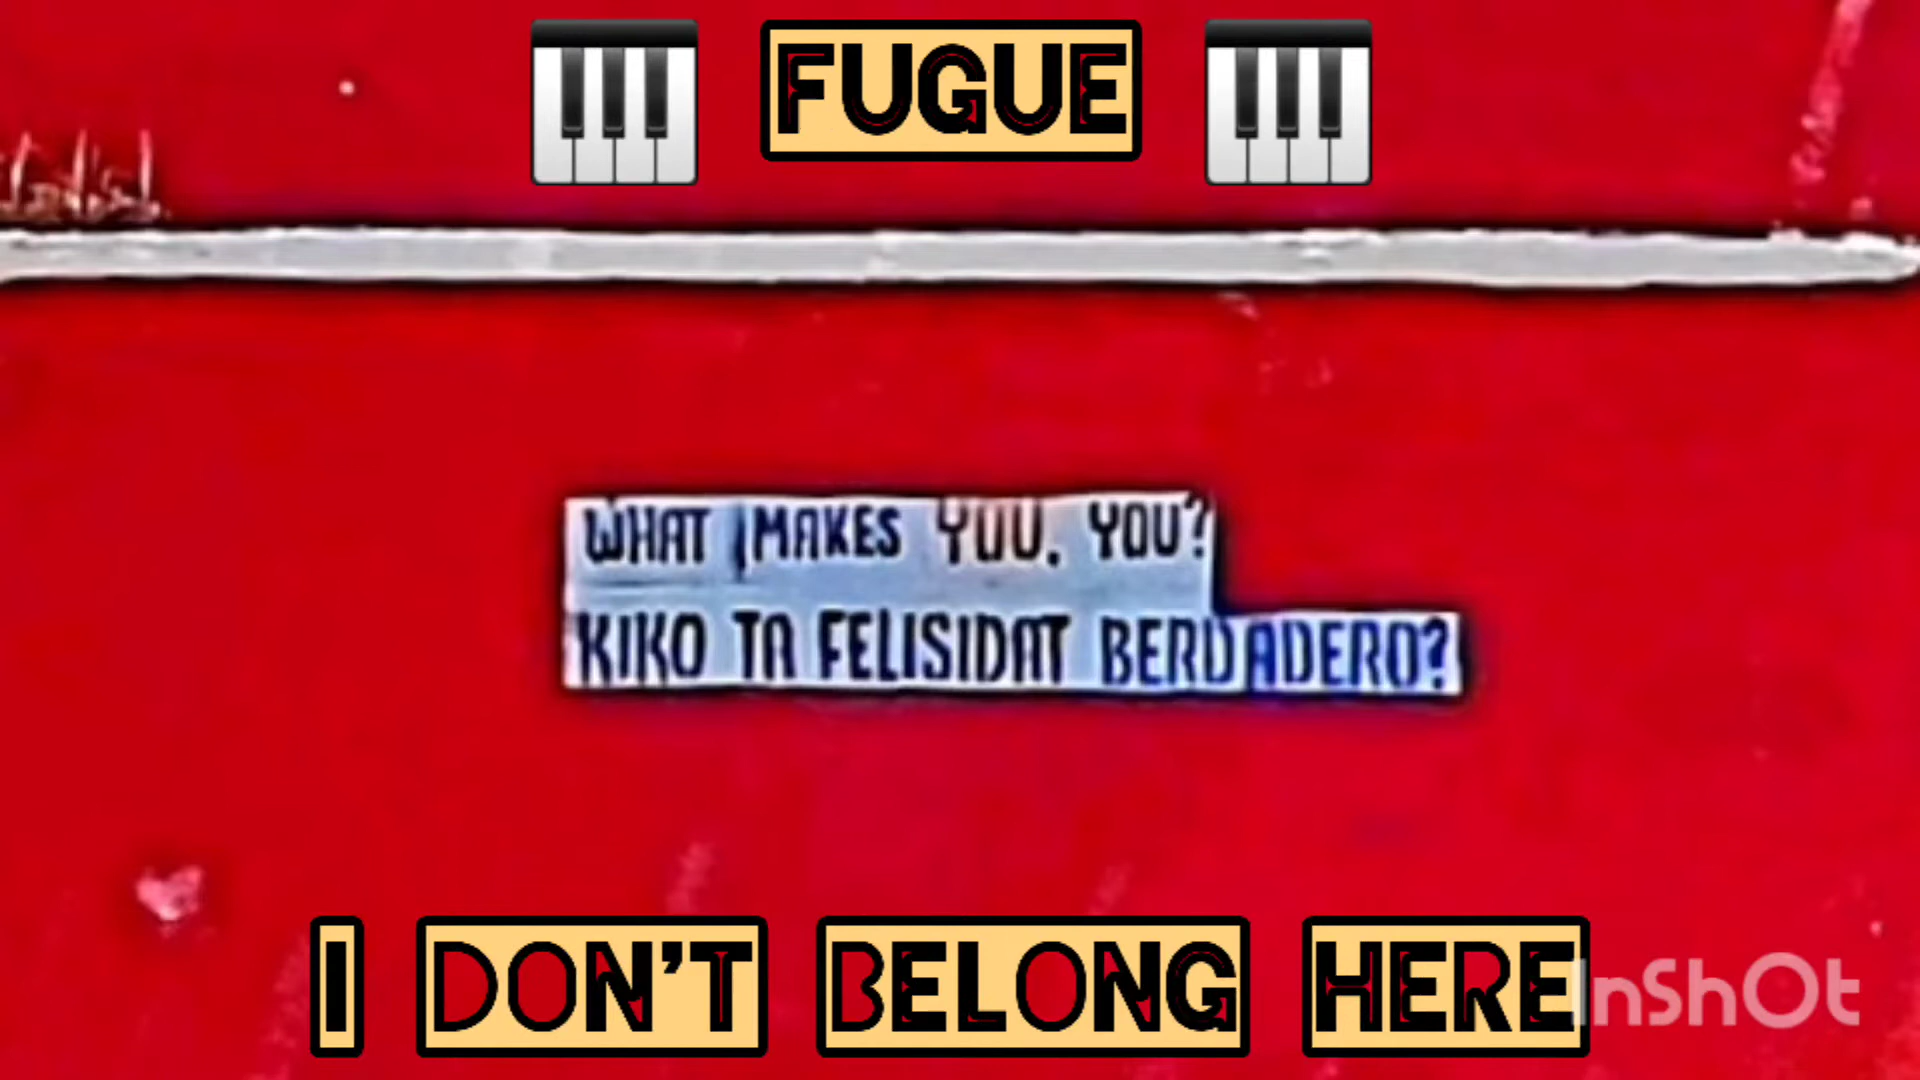 FUGUE
WHAT MAKES YOU, YOU?
KIKO TA FELISIDAT BERDADERO?
I DON'T BELONG HERE
InShOt